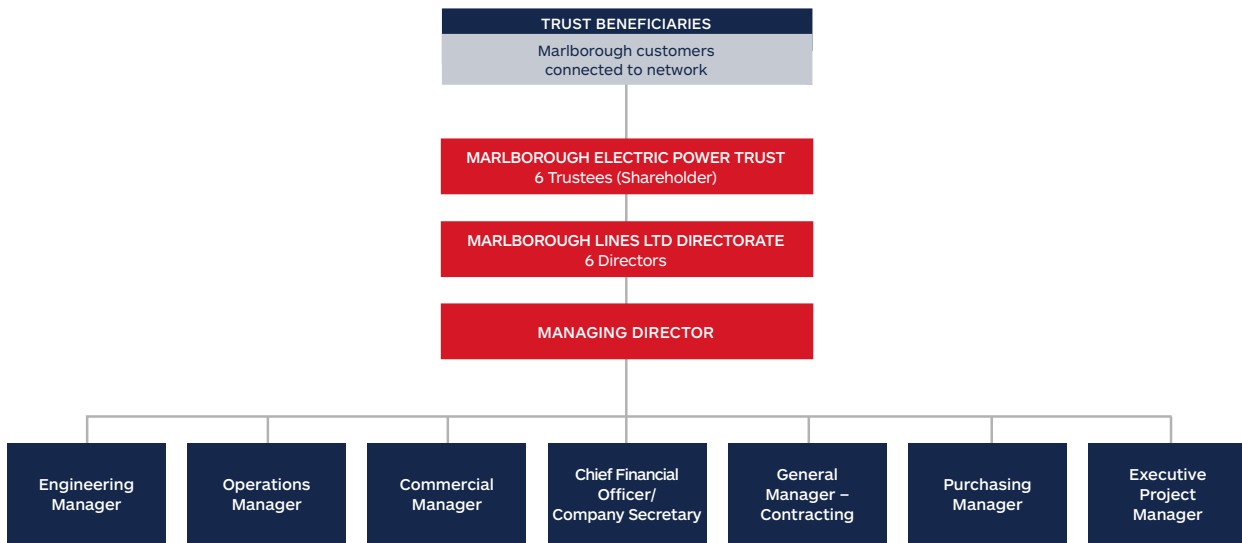 TRUST BENEFICIARIES
Marlborough customers
connected to network
MARLBOROUGH ELECTRIC POWER TRUST
6 Trustees (Shareholder)
MARLBOROUGH LINES LTD DIRECTORATE
6 Directors
MANAGING DIRECTOR
Engineering
Manager
Operations
Manager
Commercial
Manager
Chief Financial
Officer/
Company Secretary
General
Manager –
Contracting
Purchasing
Manager
Executive
Project
Manager